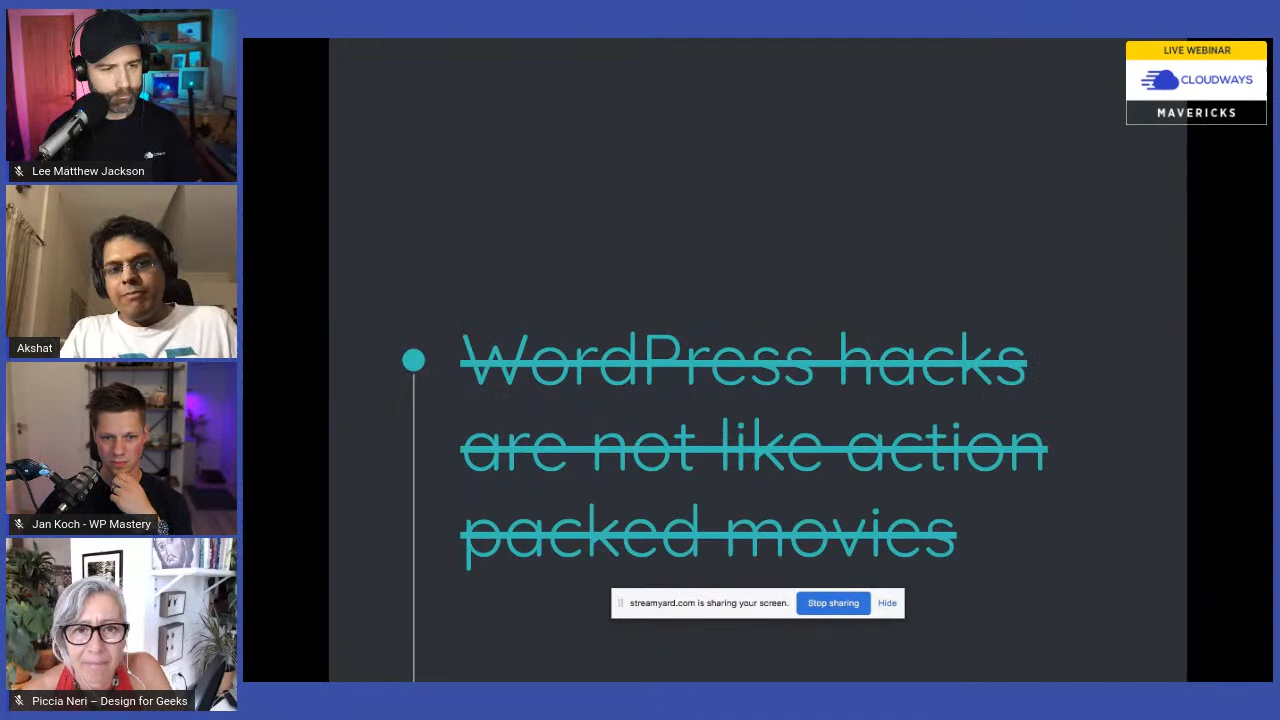 Lee Matthew Jackson
Akshat
Jan Koch - WP Mastery
Piccia Neri – Design for Geeks
LIVE WEBINAR
CLOUDWAYS
MAVERICKS
WordPress hacks
are not like action
packed movies
streamyard.com is sharing your screen.
Stop sharing
Hide